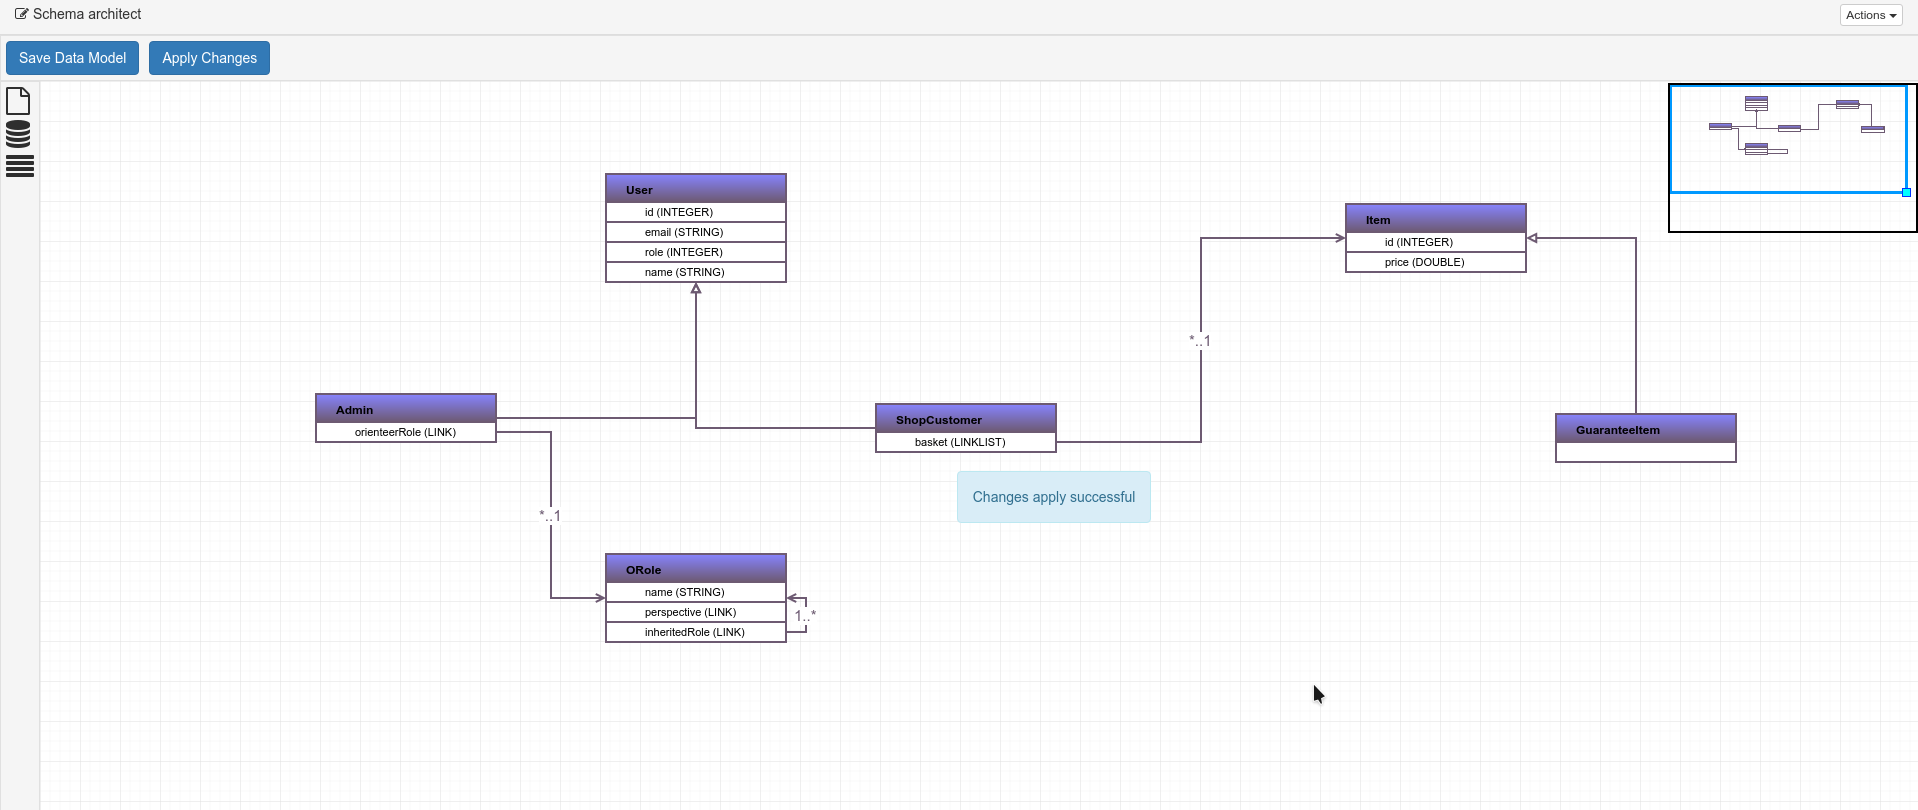 Schema architect
Actions
Save Data Model
Apply Changes
User
id (INTEGER)
email (STRING)
role (INTEGER)
name (STRING)
Item
id (INTEGER)
price (DOUBLE)
*..1
Admin
orienteerRole (LINK)
ShopCustomer
basket (LINKLIST)
GuaranteeItem
Changes apply successful
*..1
ORole
name (STRING)
perspective (LINK)
inheritedRole (LINK)
1..*